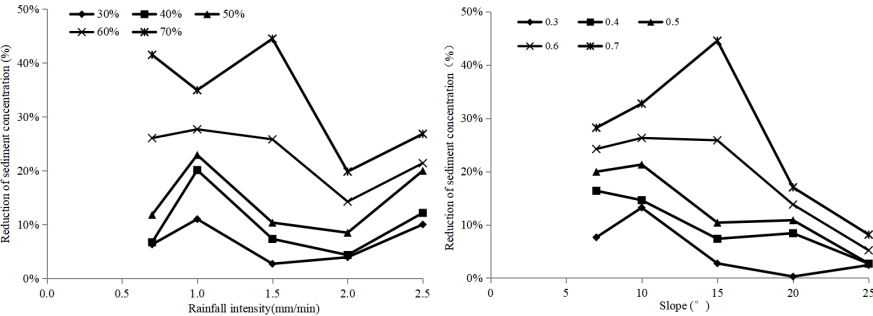 30% 40% 50%
60% 70%
50%
40%
30%
20%
10%
0%
0.0 0.5 1.0 1.5 2.0 2.5
Rainfall intensity(mm/min)
Reduction of sediment concentration (%)
0.3 0.4 0.5
0.6 0.7
50%
40%
30%
20%
10%
0%
0 5 10 15 20 25
Slope (°)
Reduction of sediment concentration（%）